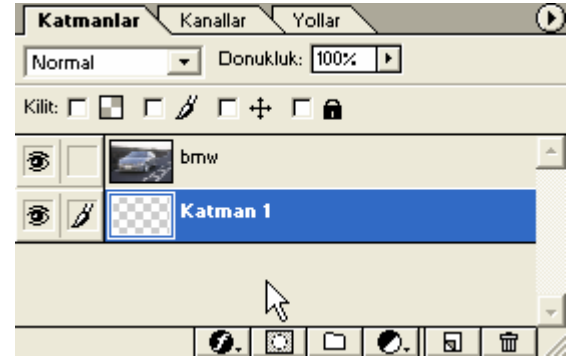 Katmanlar Kanallar Yollar
Normal Donukluk: 100%
Kilit:
bmw
Katman 1